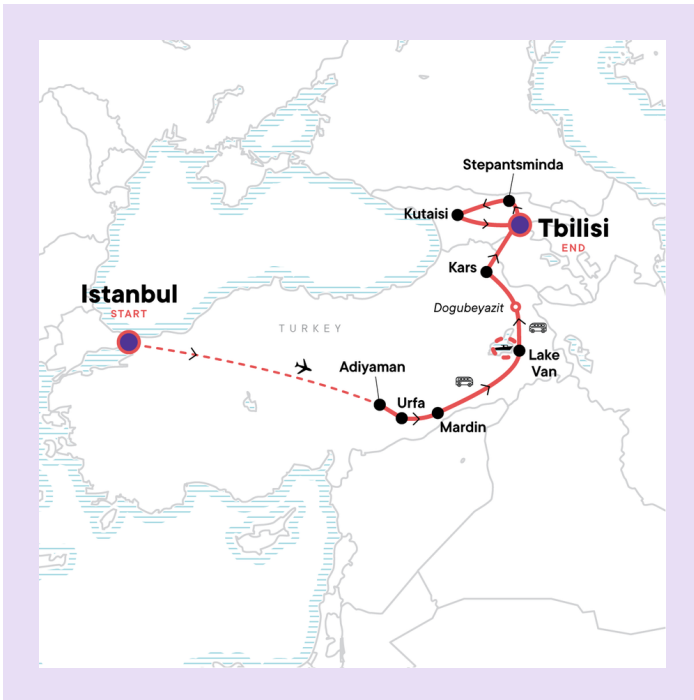 Stepantsminda
Kutaisi
Tbilisi
END
Kars
Istanbul
START
Dogubeyazit
TURKEY
Lake
Van
Adiyaman
Urfa
Mardin